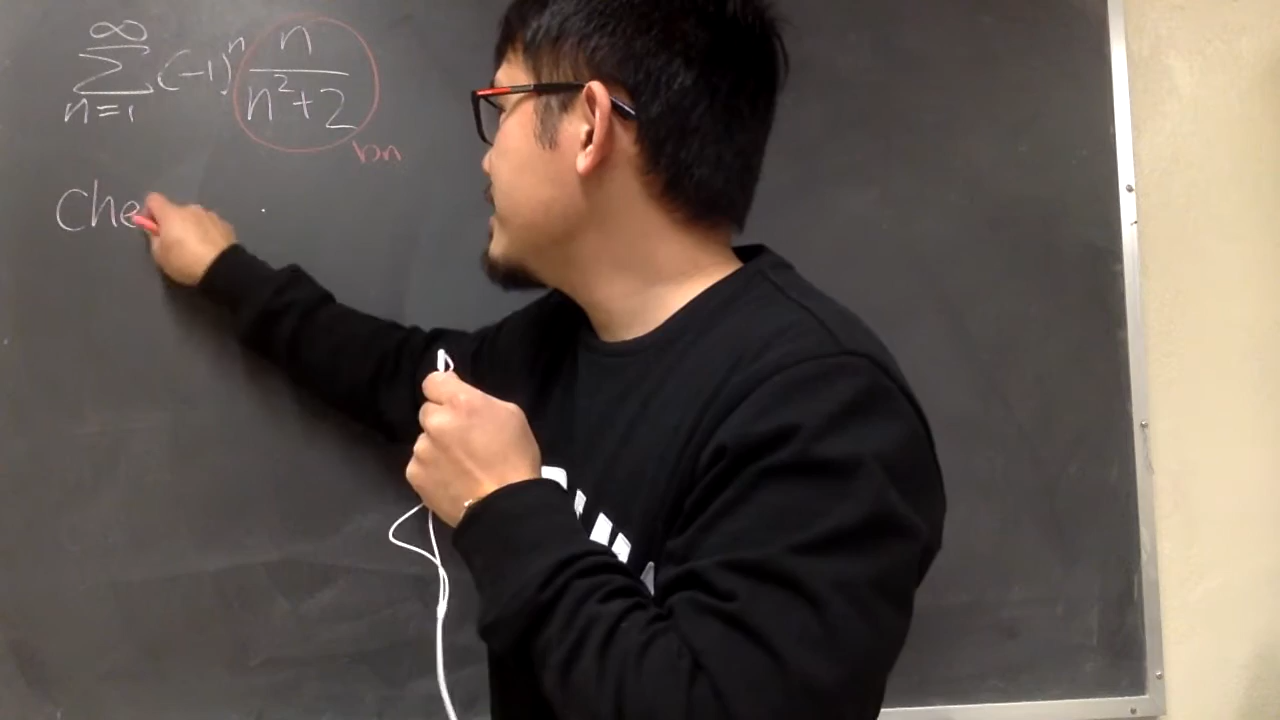 ∞
Σ (-1)ⁿ n/(n²+2)
n=1
bn
Che